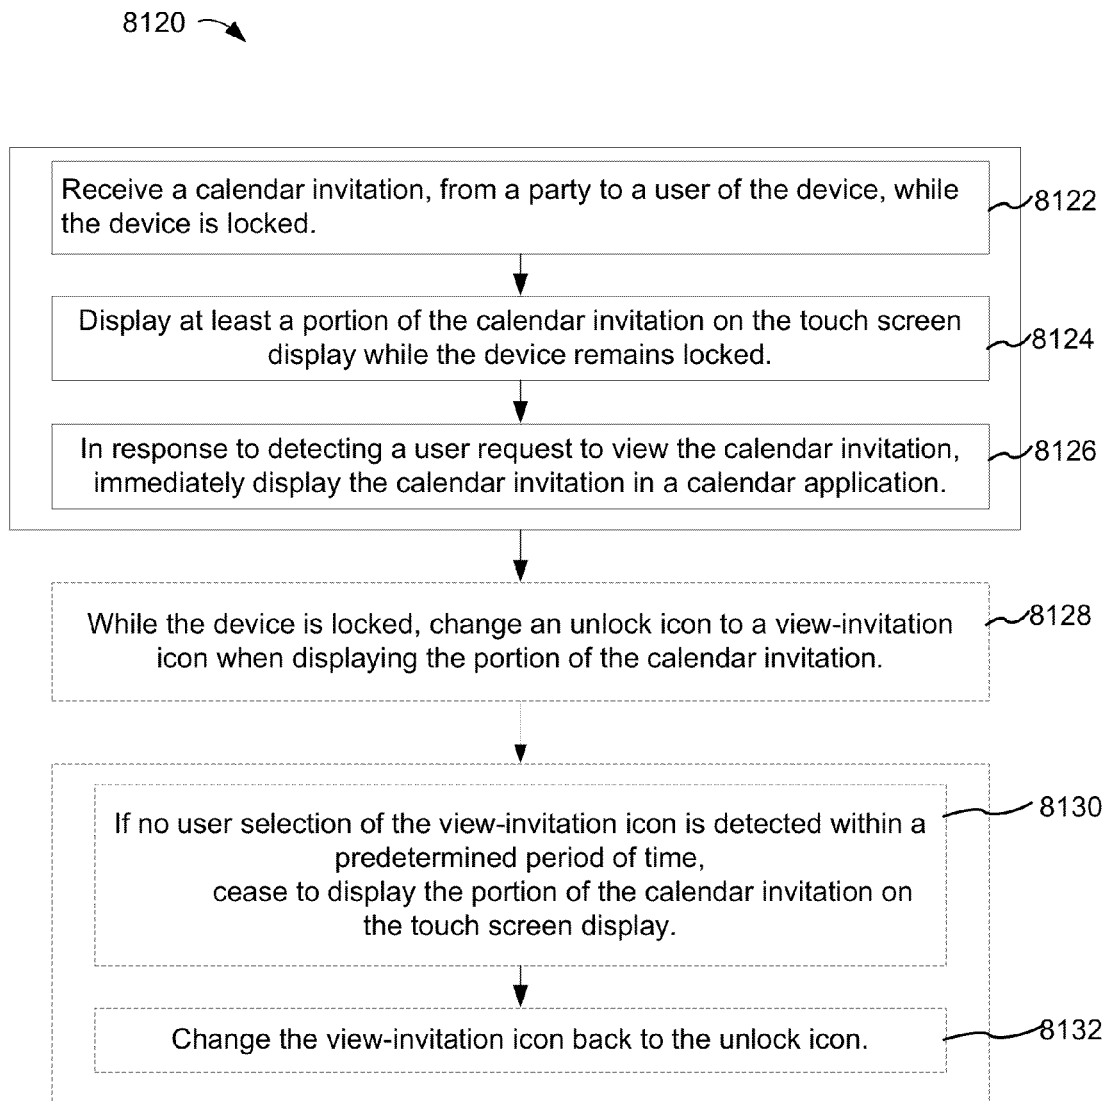 8120
Receive a calendar invitation, from a party to a user of the device, while
the device is locked.
8122
Display at least a portion of the calendar invitation on the touch screen
display while the device remains locked.
8124
In response to detecting a user request to view the calendar invitation,
immediately display the calendar invitation in a calendar application.
8126
While the device is locked, change an unlock icon to a view-invitation
icon when displaying the portion of the calendar invitation.
8128
If no user selection of the view-invitation icon is detected within a
predetermined period of time,
cease to display the portion of the calendar invitation on
the touch screen display.
8130
Change the view-invitation icon back to the unlock icon.
8132